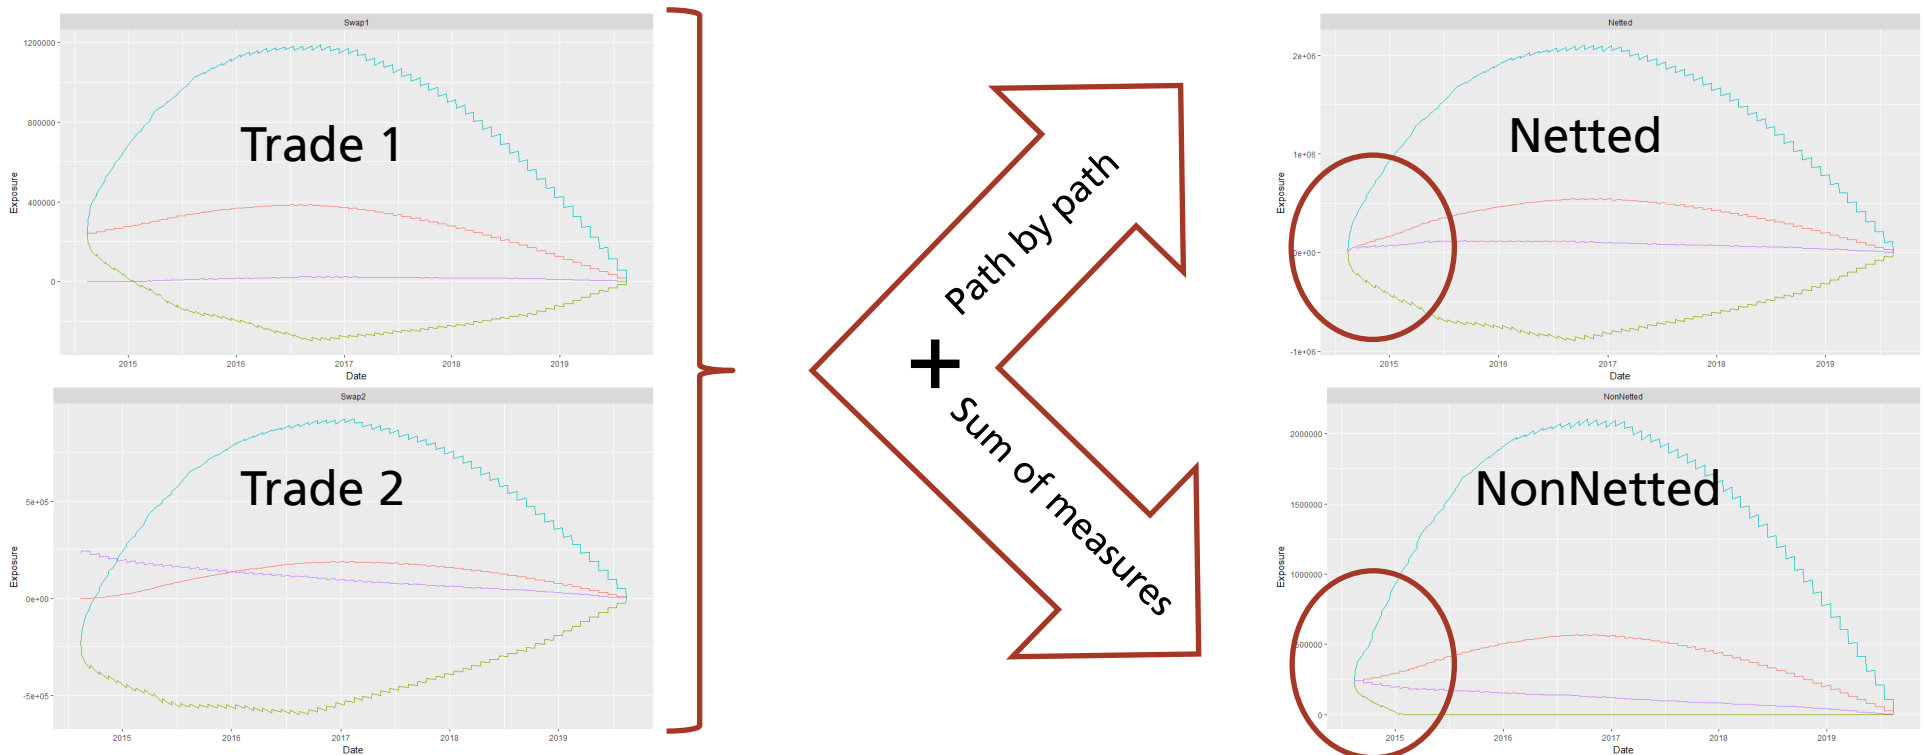 Swap1
1200000
800000
400000
0
Exposure
Trade 1
2015
2016
2017
2018
2019
Date
Swap2
5e+05
0e+00
-5e+05
Exposure
Trade 2
2015
2016
2017
2018
2019
Date
Path by path
+
Sum of measures
Netted
2e+06
1e+06
0e+00
-1e+06
Exposure
Netted
2015
2016
2017
2018
2019
Date
NonNetted
2000000
1500000
1000000
500000
0
Exposure
NonNetted
2015
2016
2017
2018
2019
Date